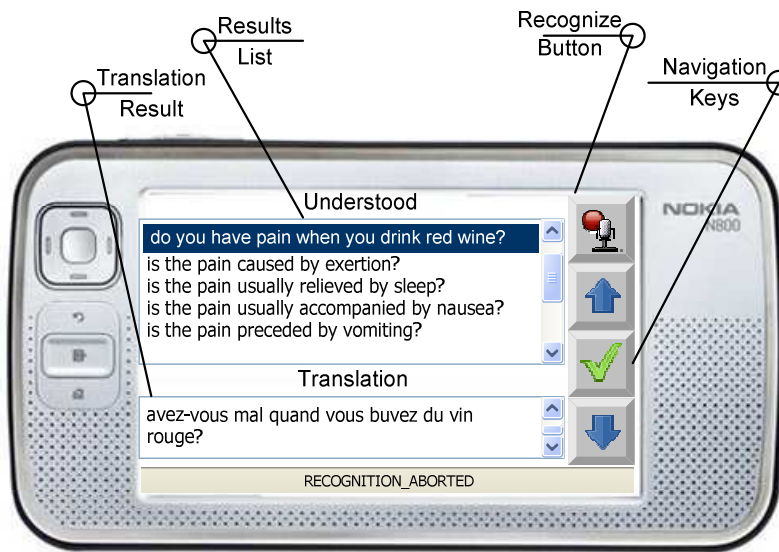 Results
List
Recognize
Button
Translation
Result
Navigation
Keys
Understood
NOKIA
N800
do you have pain when you drink red wine?
is the pain caused by exertion?
is the pain usually relieved by sleep?
is the pain usually accompanied by nausea?
is the pain preceded by vomiting?
Translation
avez-vous mal quand vous buvez du vin
rouge?
RECOGNITION_ABORTED